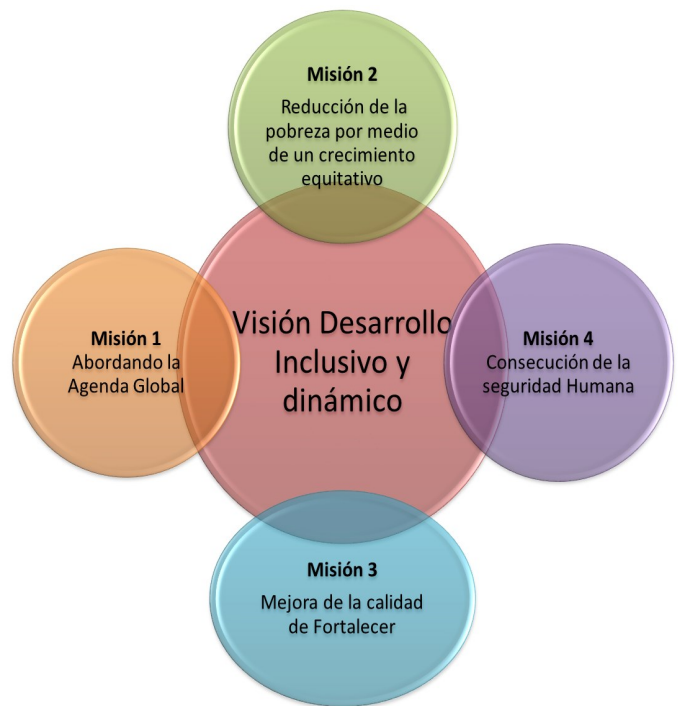 Misión 2
Reducción de la
pobreza por medio
de un crecimiento
equitativo
Misión 1
Abordando la
Agenda Global
Visión Desarrollo
Inclusivo y
dinámico
Misión 4
Consecución de la
seguridad Humana
Misión 3
Mejora de la calidad
de Fortalecer